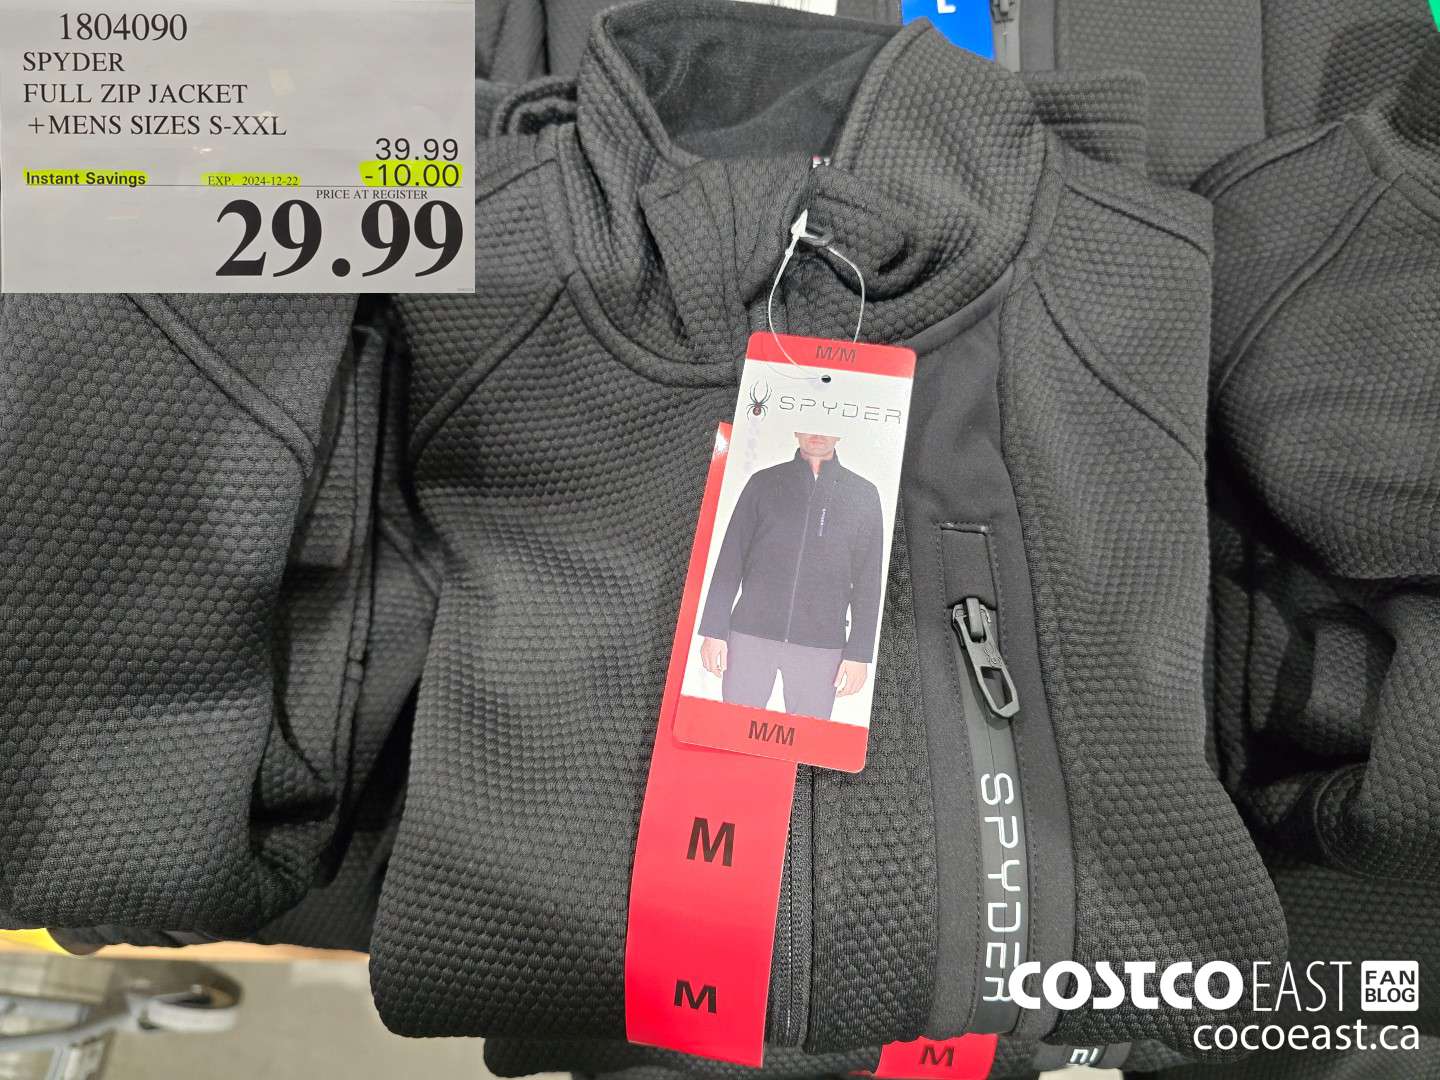 1804090
SPYDER
FULL ZIP JACKET
+MENS SIZES S-XXL
39.99
Instant Savings EXP. 2024-12-22 -10.00
PRICE AT REGISTER
29.99
L
M/M
SPYDER
M/M
M
M
SPYDER
M
COSTCO EAST FAN BLOG
cocoeast.ca